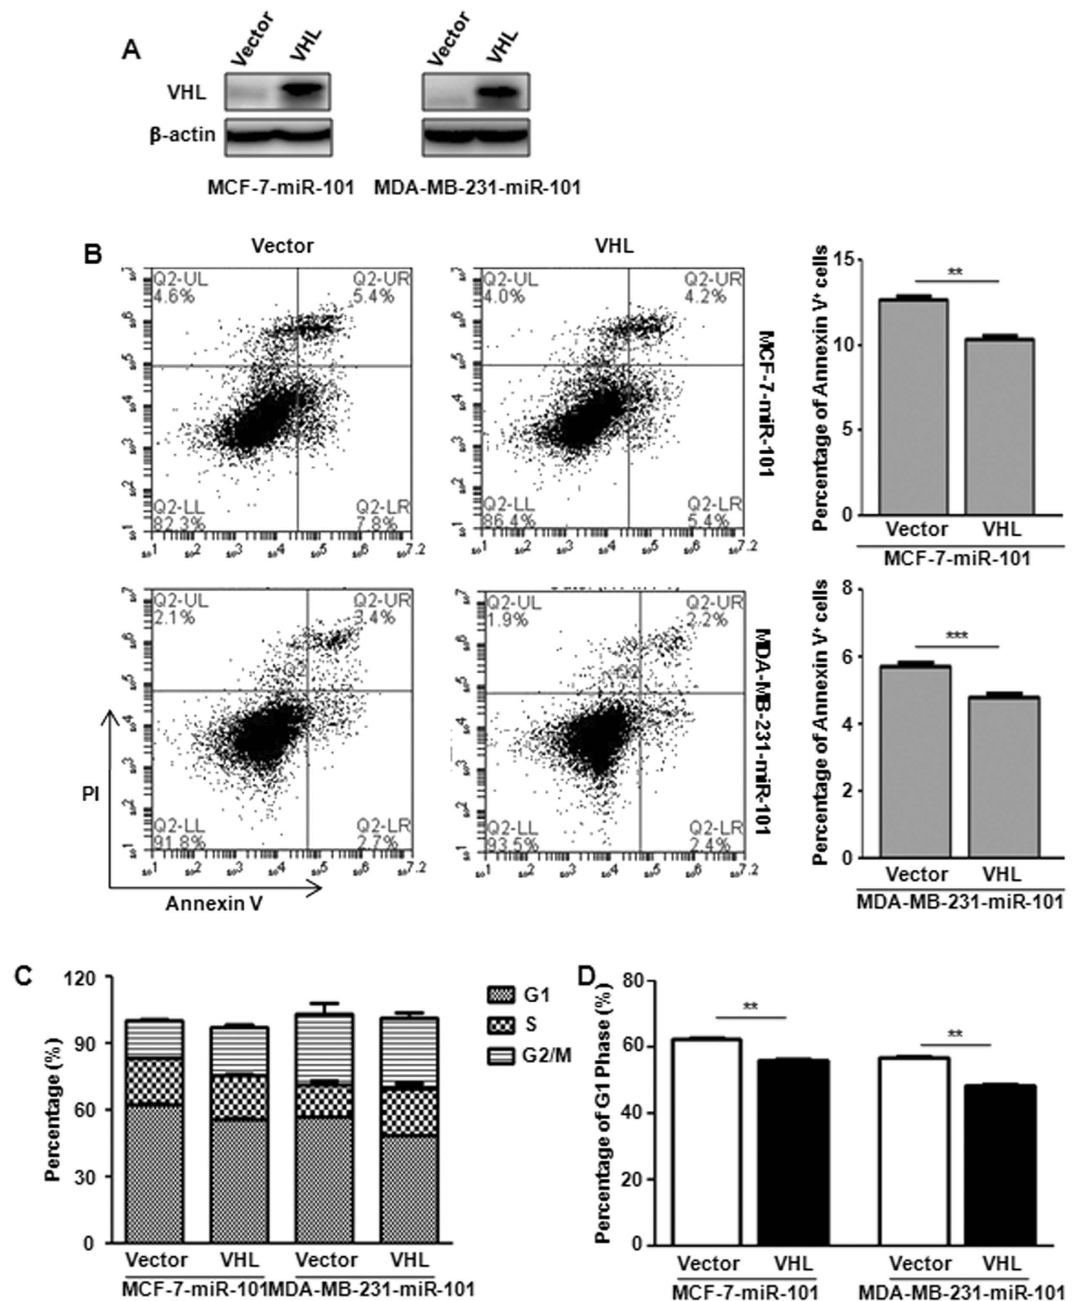 A
Vector
VHL
Vector
VHL
VHL
β-actin
MCF-7-miR-101
MDA-MB-231-miR-101
B
Vector
VHL
Q2-UL
4.6%
Q2-UR
5.4%
Q2-LL
82.3%
Q2-LR
7.8%
Q2-UL
4.0%
Q2-UR
4.2%
Q2-LL
86.4%
Q2-LR
5.4%
MCF-7-miR-101
Percentage of Annexin V⁺ cells
15
10
5
0
**
Vector
VHL
MCF-7-miR-101
Q2-UL
2.1%
Q2-UR
3.4%
Q2-LL
91.8%
Q2-LR
2.7%
Q2-UL
1.9%
Q2-UR
2.2%
Q2-LL
93.5%
Q2-LR
2.4%
MDA-MB-231-miR-101
PI
Annexin V
Percentage of Annexin V⁺ cells
8
6
4
2
0
***
Vector
VHL
MDA-MB-231-miR-101
C
Percentage (%)
120
90
60
30
0
G1
S
G2/M
Vector
VHL
Vector
VHL
MCF-7-miR-101
MDA-MB-231-miR-101
D
Percentage of G1 Phase (%)
80
60
40
20
0
**
**
Vector
VHL
Vector
VHL
MCF-7-miR-101
MDA-MB-231-miR-101